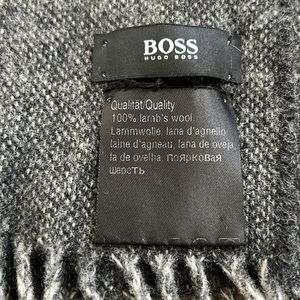 BOSS
HUGO BOSS
Qualität/Quality
100% lamb's wool.
Lammwolle, lana d'agnello
laine d'agneau, lana de oveja
la de ovelha, поярковая
шерсть